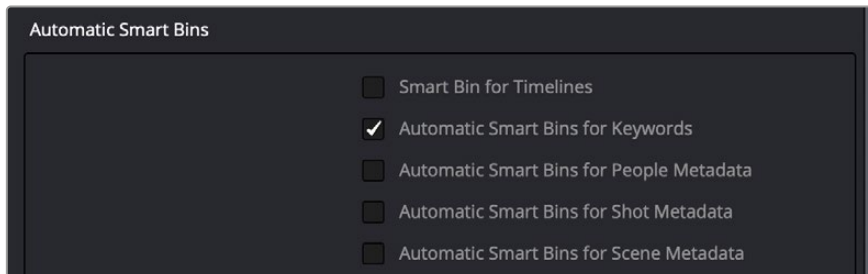 Automatic Smart Bins
Smart Bin for Timelines
Automatic Smart Bins for Keywords
Automatic Smart Bins for People Metadata
Automatic Smart Bins for Shot Metadata
Automatic Smart Bins for Scene Metadata